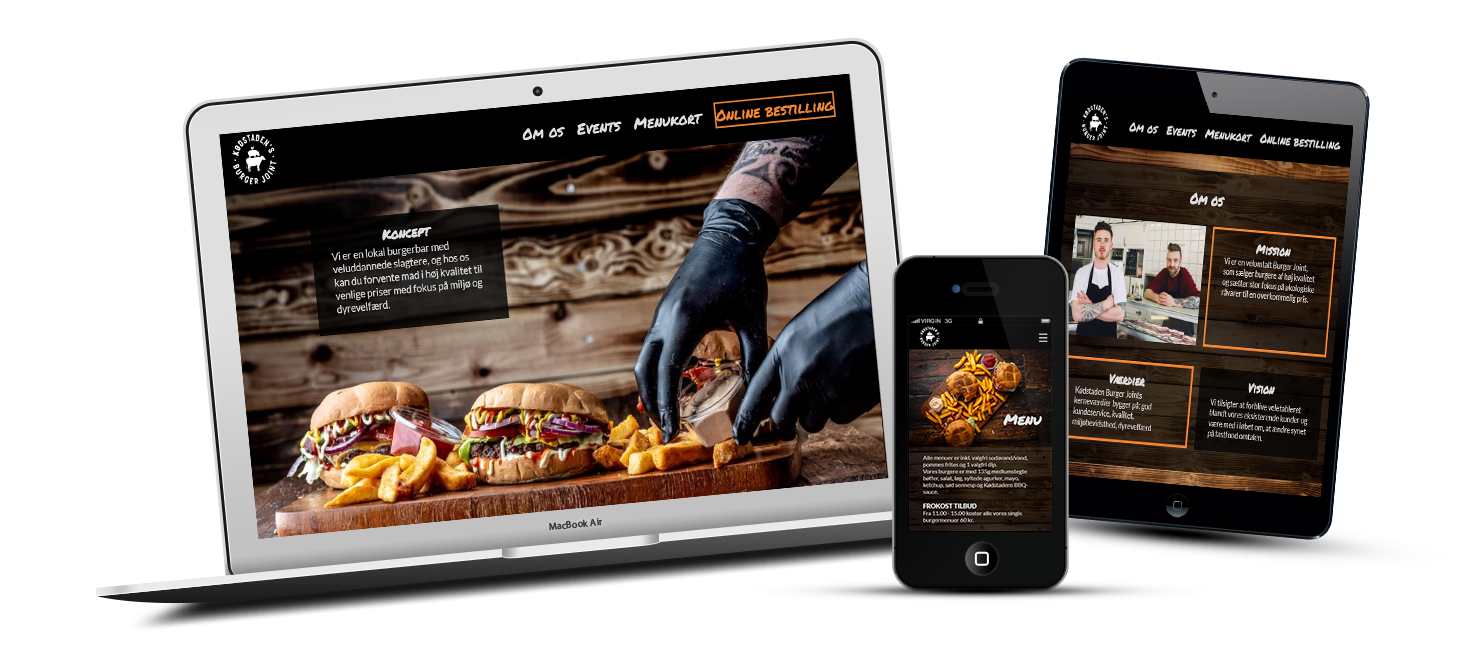 KØDSTADEN'S
BURGER JOINT
OM OS EVENTS MENUKORT ONLINE BESTILLING
KONCEPT
Vi er en lokal burgerbar med
veluddannede slagtere, og hos os
kan du forvente mad i høj kvalitet til
venlige priser med fokus på miljø og
dyrevelfærd.
MacBook Air
VIRGIN 3G
KØDSTADEN'S
BURGER JOINT
MENU
Alle menuer er inkl. valgfri sodavand/vand,
pommes frites og 1 valgfri dip.
Vores burgere er med 135g mediumstegte
bøffer, salat, løg, syltede agurker, mayo,
ketchup, sød sennesp og Kødstadens BBQ-
sauce.
FROKOST TILBUD
Fra 11.00 - 15.00 koster alle vores single
burgermenuer 60 kr.
KØDSTADEN'S
BURGER JOINT
OM OS EVENTS MENUKORT ONLINE BESTILLING
OM OS
MISSION
Vi er en velomtalt Burger Joint,
som sælger burgere af høj kvalitet
og sætter stor fokus på økologiske
råvarer til en overkommelig pris.
VÆRDIER
Kødstaden Burger Joints
kerneværdier bygger på: god
kundeservice, kvalitet,
miljøbevidsthed, dyrevelfærd
VISION
Vi tilsigter at forblive veletableret
blandt vores eksisterende kunder og
være med i løbet om, at ændre synet
på fastfood omtalen.